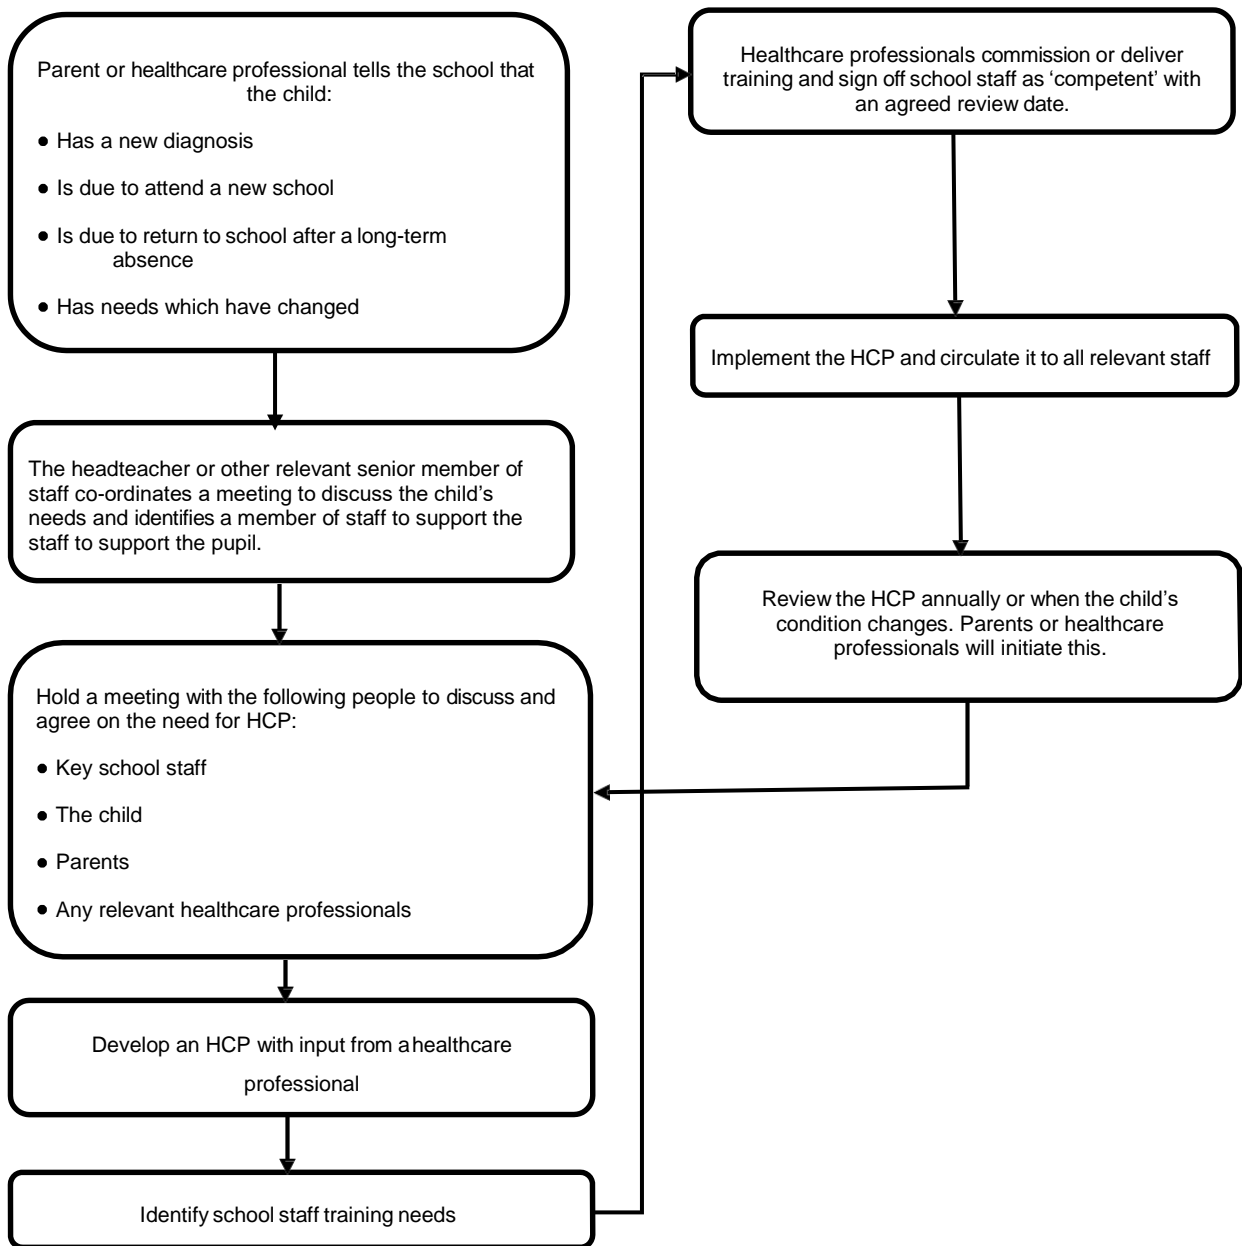 Parent or healthcare professional tells the school that
the child:
● Has a new diagnosis
● Is due to attend a new school
● Is due to return to school after a long-term
absence
● Has needs which have changed
The headteacher or other relevant senior member of
staff co-ordinates a meeting to discuss the child’s
needs and identifies a member of staff to support the
staff to support the pupil.
Hold a meeting with the following people to discuss and
agree on the need for HCP:
● Key school staff
● The child
● Parents
● Any relevant healthcare professionals
Develop an HCP with input from a healthcare
professional
Identify school staff training needs
Healthcare professionals commission or deliver
training and sign off school staff as ‘competent’ with
an agreed review date.
Implement the HCP and circulate it to all relevant staff
Review the HCP annually or when the child’s
condition changes. Parents or healthcare
professionals will initiate this.